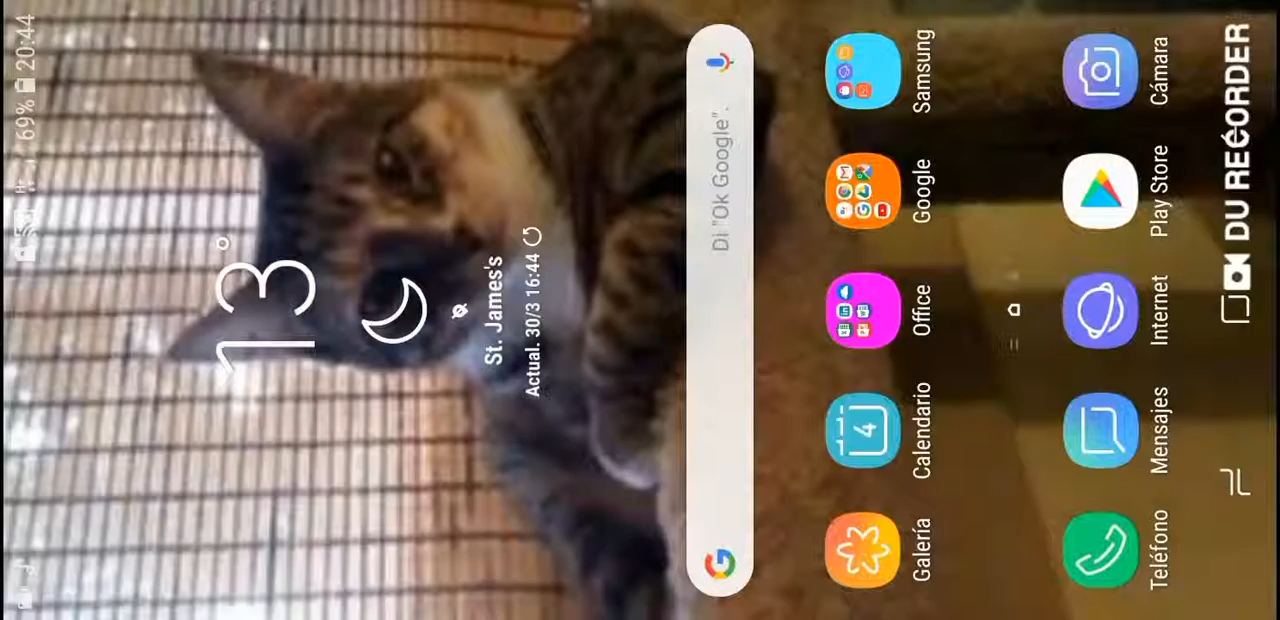 69% 20:44
13°
St. James's
Actual. 30/3 16:44
Di "Ok Google".
Galería Calendario Office Google Samsung
4
Teléfono Mensajes Internet Play Store Cámara
DU RECORDER